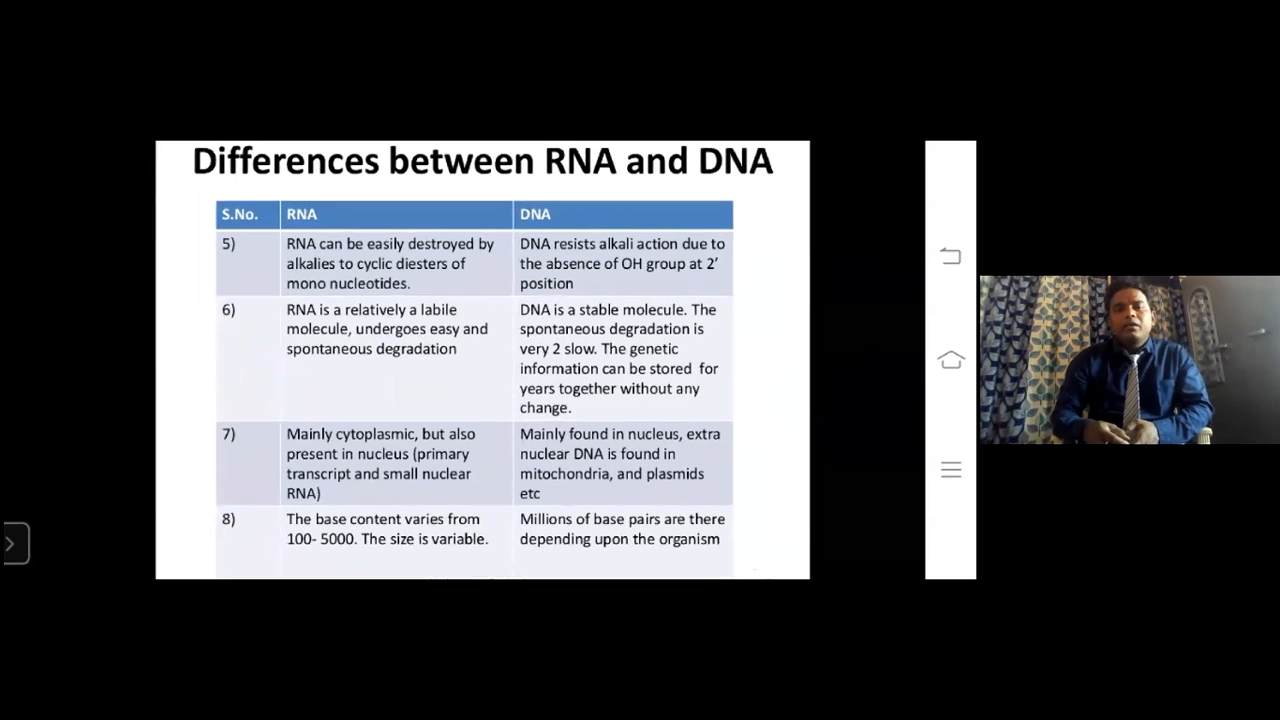 Differences between RNA and DNA
S.No. RNA DNA
5) RNA can be easily destroyed by DNA resists alkali action due to
alkalies to cyclic diesters of the absence of OH group at 2’
mono nucleotides. position
6) RNA is a relatively a labile DNA is a stable molecule. The
molecule, undergoes easy and spontaneous degradation is
spontaneous degradation very 2 slow. The genetic
information can be stored for
years together without any
change.
7) Mainly cytoplasmic, but also Mainly found in nucleus, extra
present in nucleus (primary nuclear DNA is found in
transcript and small nuclear mitochondria, and plasmids
RNA) etc
8) The base content varies from Millions of base pairs are there
100- 5000. The size is variable. depending upon the organism